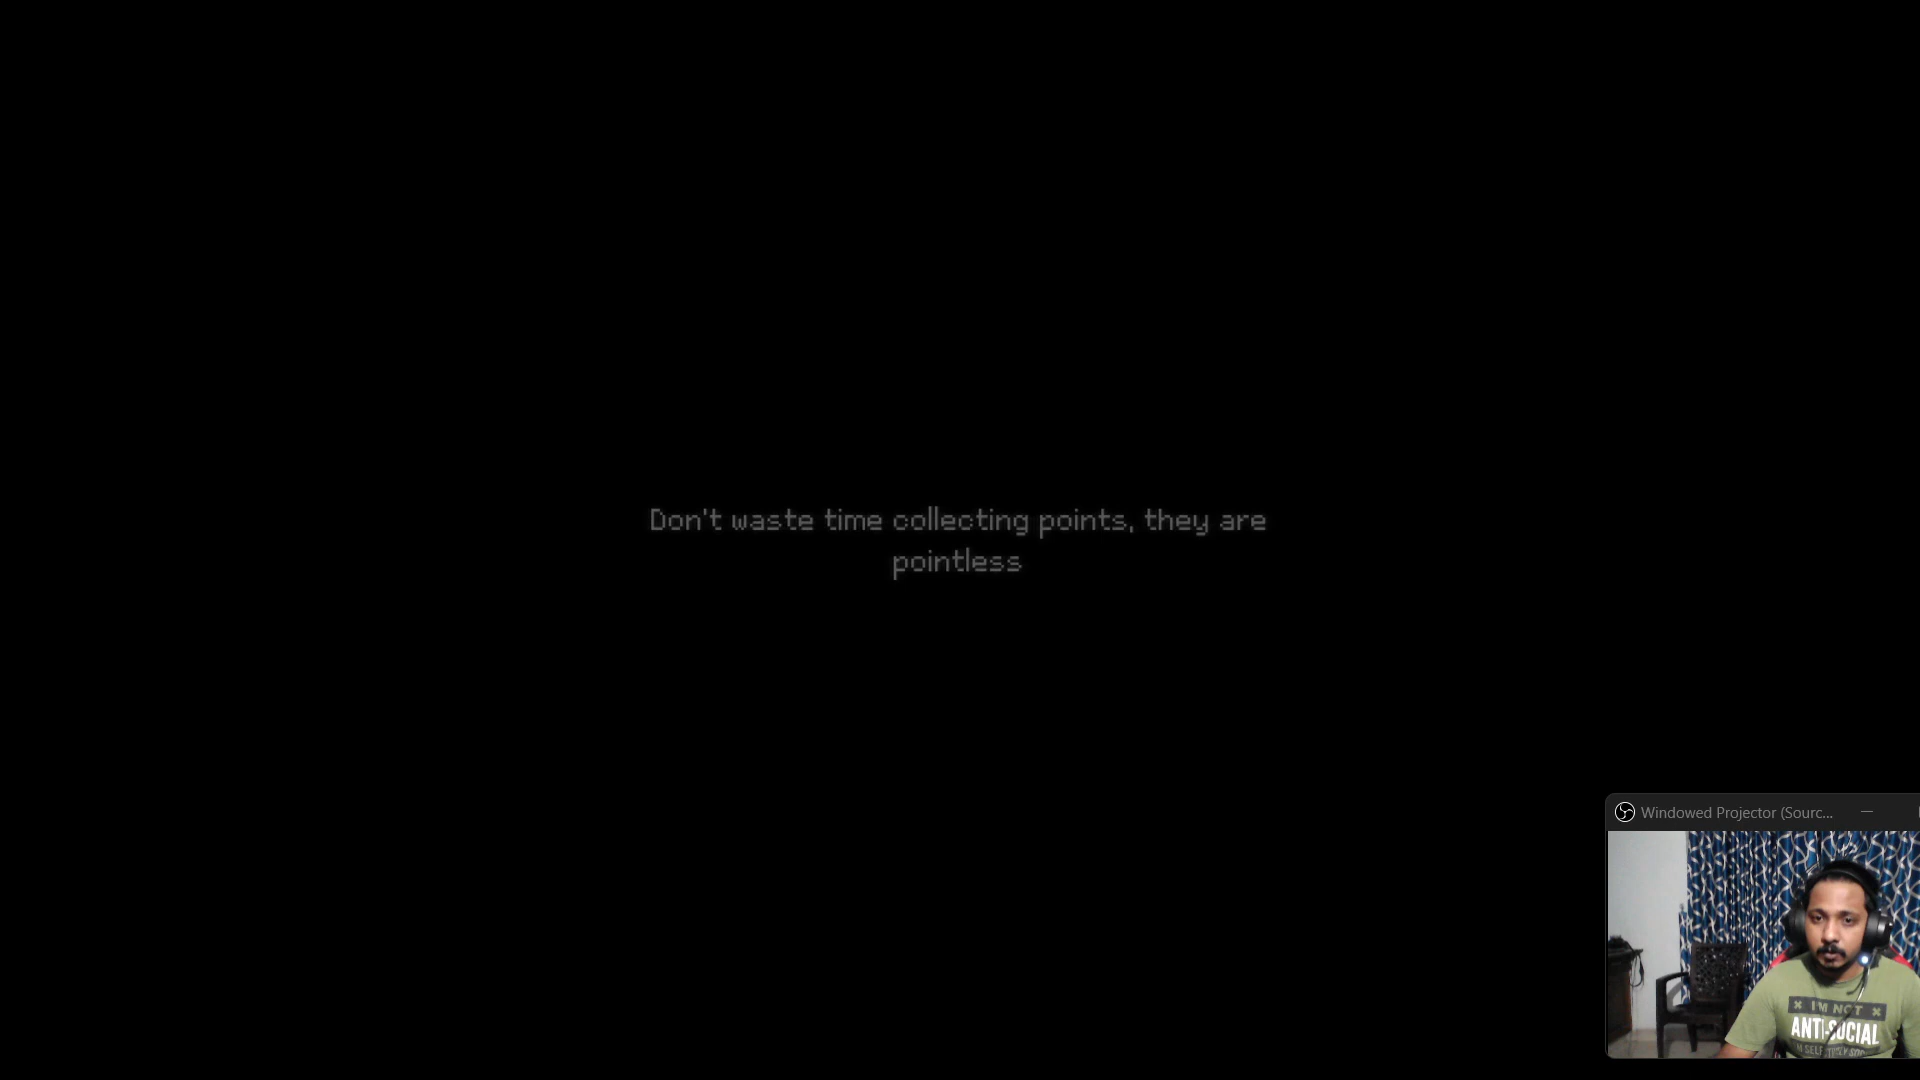 Don't waste time collecting points, they are
pointless
Windowed Projector (Sourc...
I'M NOT
ANTI-SOCIAL